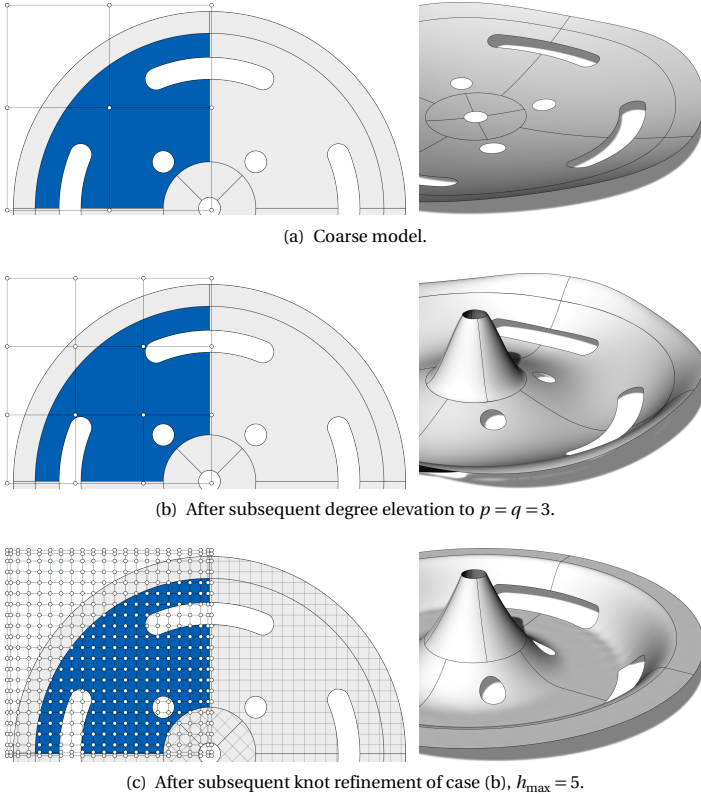 (a) Coarse model.
(b) After subsequent degree elevation to p = q = 3.
(c) After subsequent knot refinement of case (b), hmax = 5.